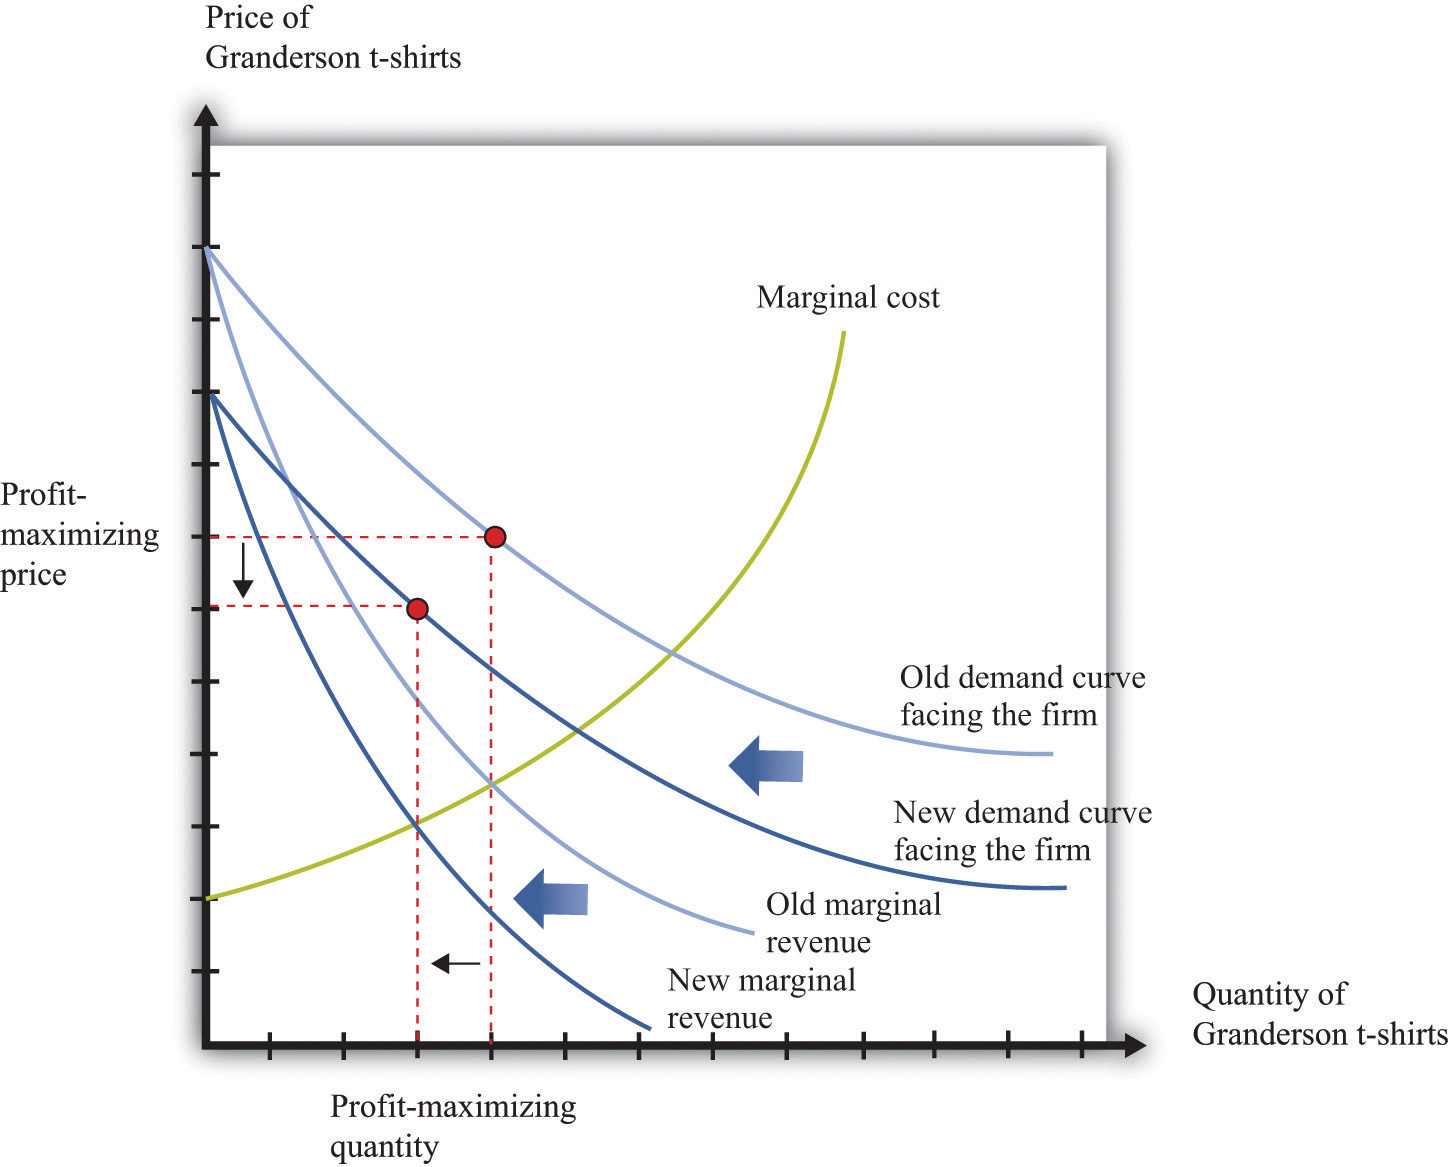 Price of
Granderson t-shirts
Marginal cost
Profit-
maximizing
price
Old demand curve
facing the firm
New demand curve
facing the firm
Old marginal
revenue
New marginal
revenue
Quantity of
Granderson t-shirts
Profit-maximizing
quantity